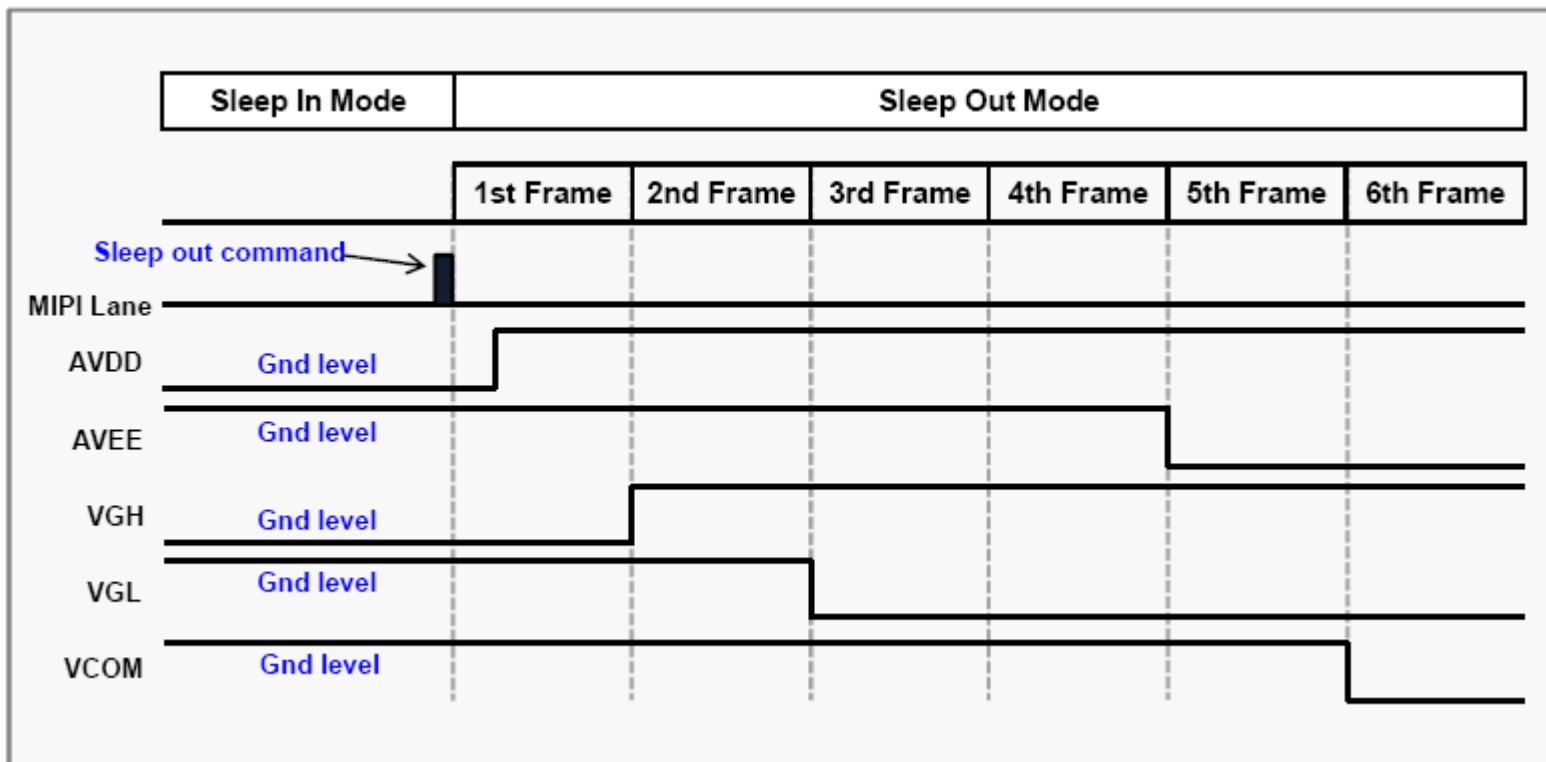 Sleep In Mode Sleep Out Mode
1st Frame 2nd Frame 3rd Frame 4th Frame 5th Frame 6th Frame
Sleep out command
MIPI Lane
AVDD Gnd level
AVEE Gnd level
VGH Gnd level
VGL Gnd level
VCOM Gnd level